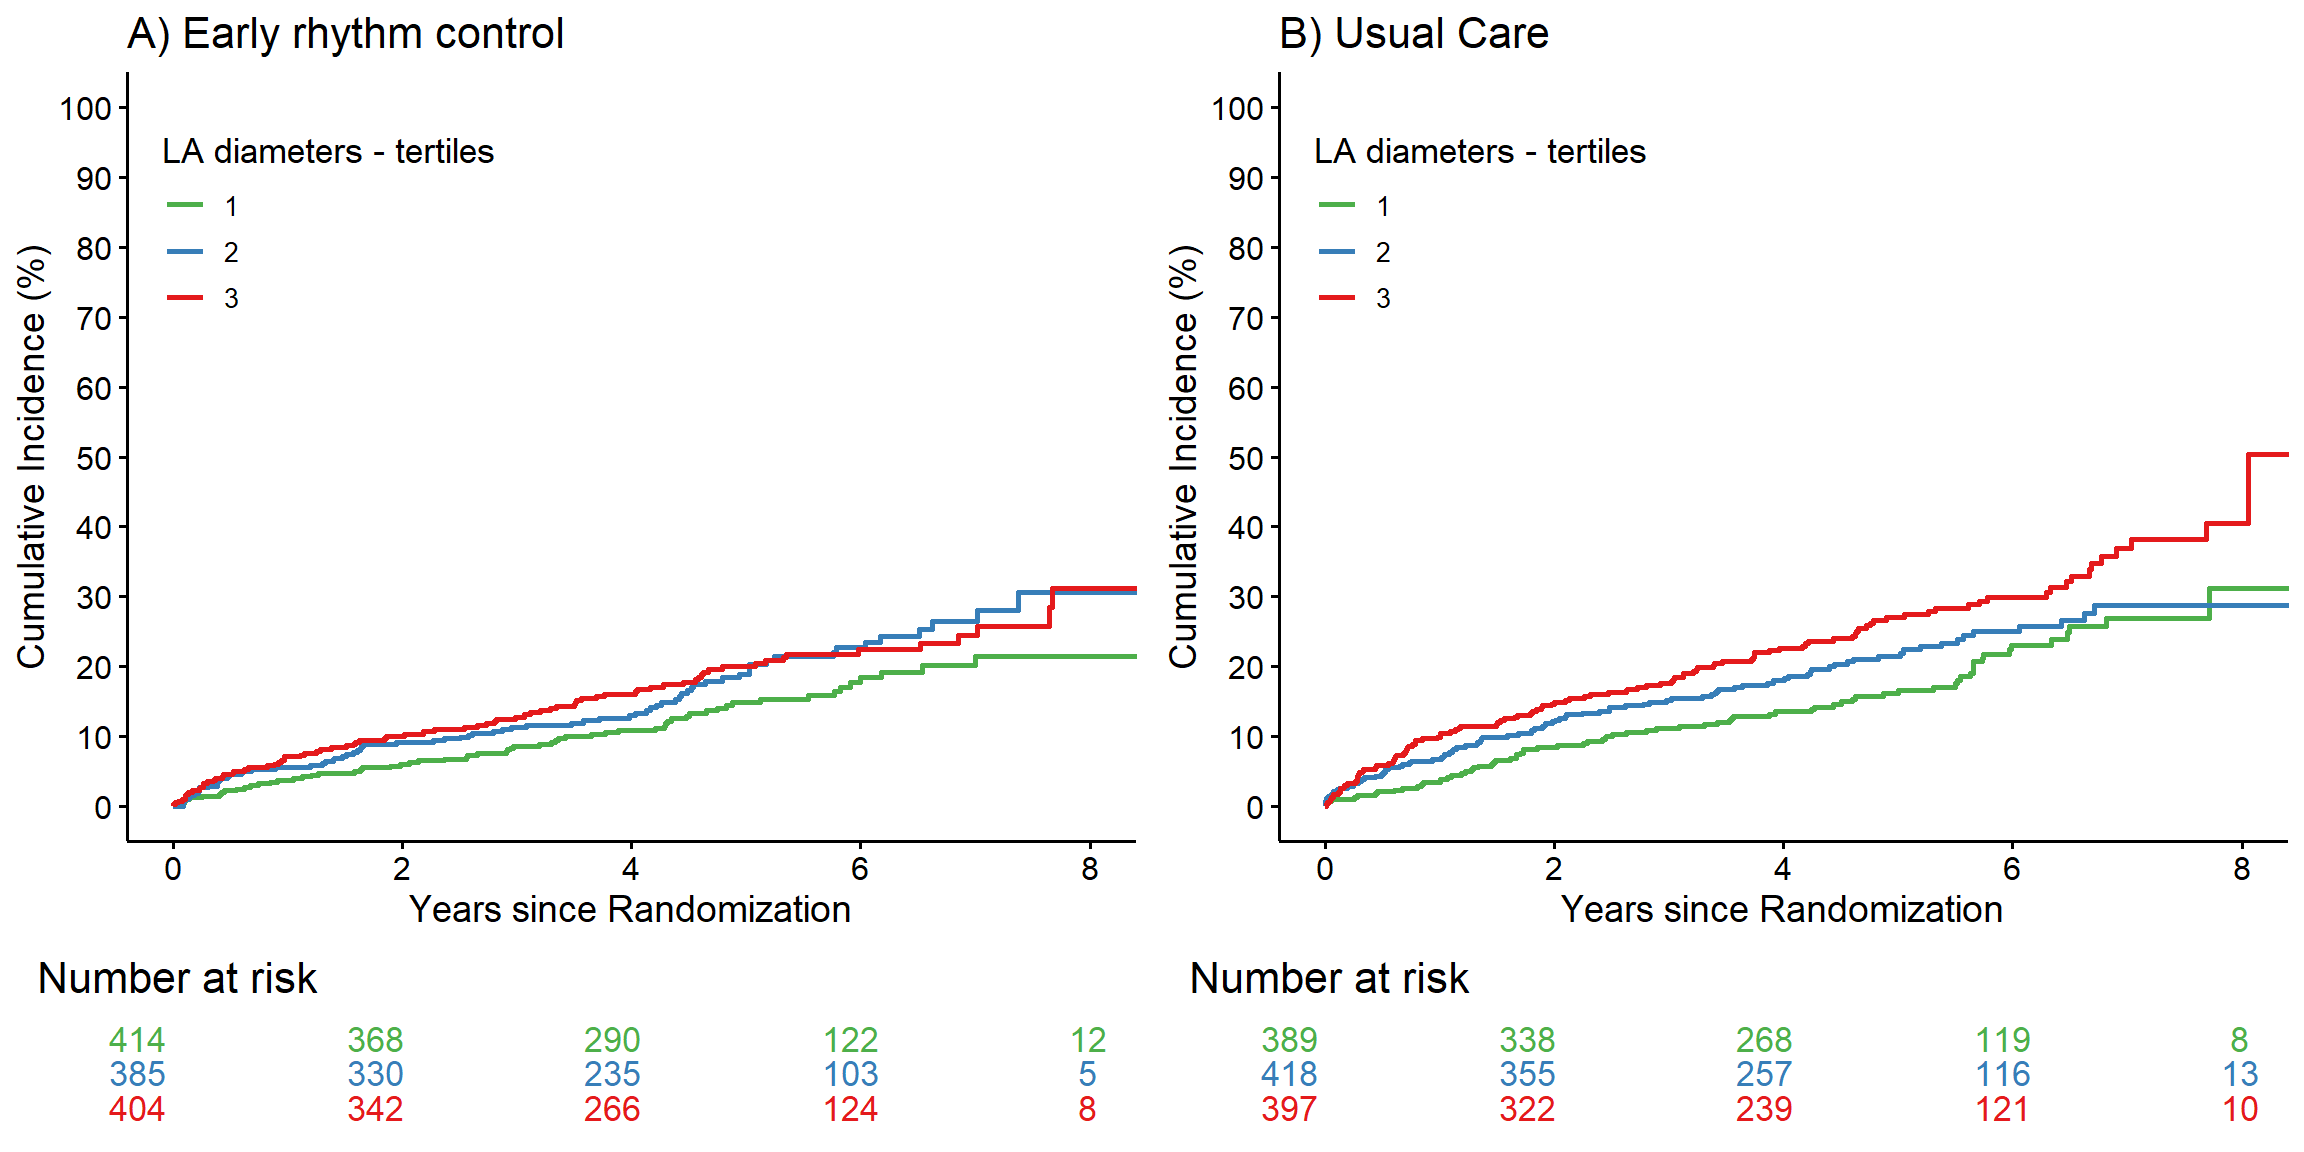 A) Early rhythm control
Cumulative Incidence (%)
100
90
80
70
60
50
40
30
20
10
0
LA diameters - tertiles
1
2
3
0 2 4 6 8
Years since Randomization
Number at risk
414 368 290 122 12
385 330 235 103 5
404 342 266 124 8
B) Usual Care
Cumulative Incidence (%)
100
90
80
70
60
50
40
30
20
10
0
LA diameters - tertiles
1
2
3
0 2 4 6 8
Years since Randomization
Number at risk
389 338 268 119 8
418 355 257 116 13
397 322 239 121 10